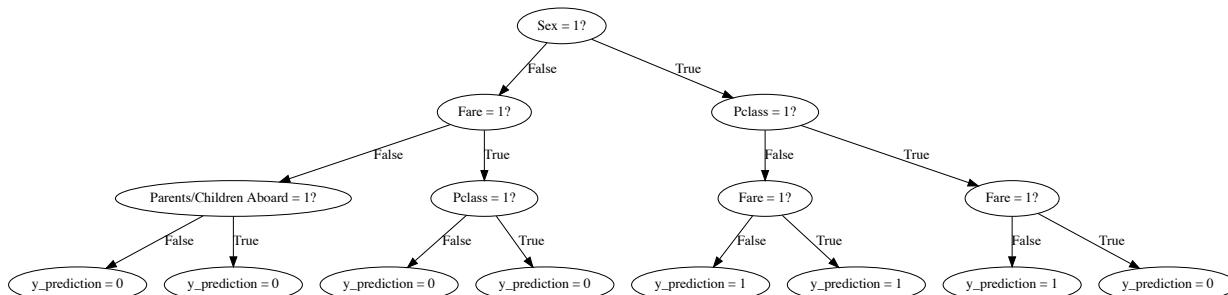 Sex = 1?
False
True
Fare = 1?
Pclass = 1?
False
True
False
True
Parents/Children Aboard = 1?
Pclass = 1?
Fare = 1?
Fare = 1?
False
True
False
True
False
True
False
True
y_prediction = 0
y_prediction = 0
y_prediction = 0
y_prediction = 0
y_prediction = 1
y_prediction = 1
y_prediction = 1
y_prediction = 0